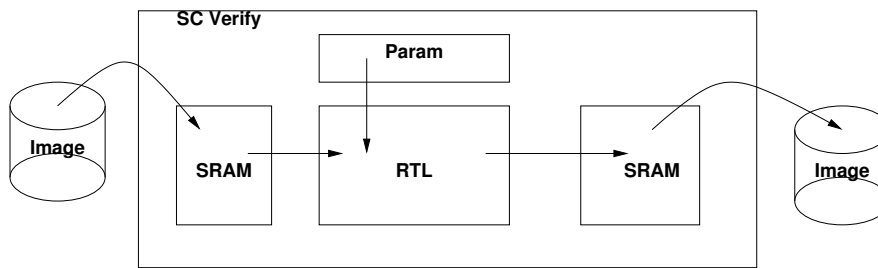 SC Verify
Param
Image
SRAM
RTL
SRAM
Image